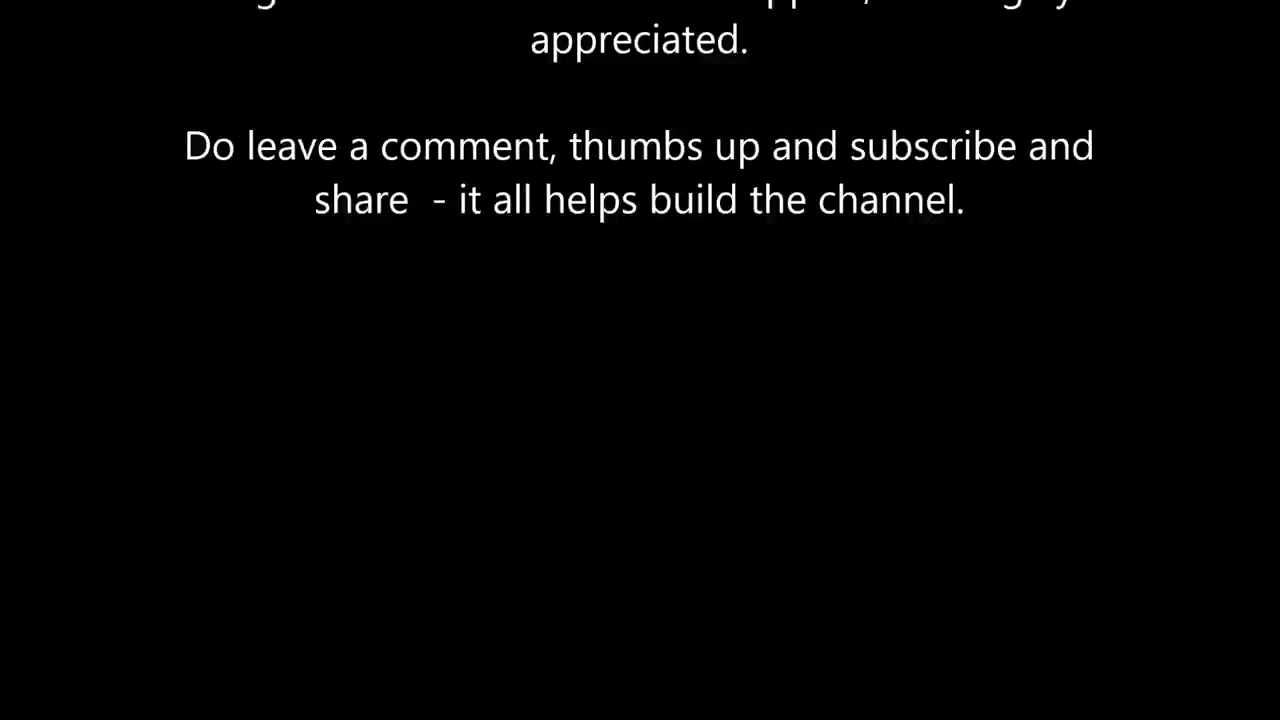 appreciated.
Do leave a comment, thumbs up and subscribe and
share  - it all helps build the channel.